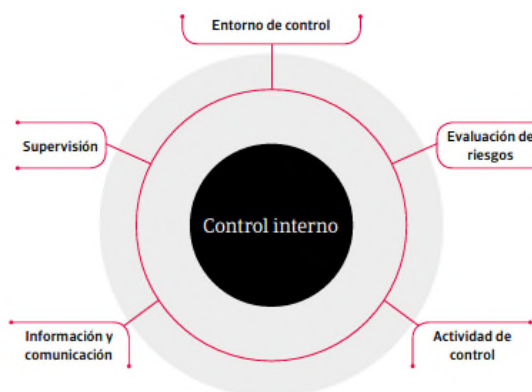 Entorno de control
Supervisión
Evaluación de
riesgos
Control interno
Información y
comunicación
Actividad de
control